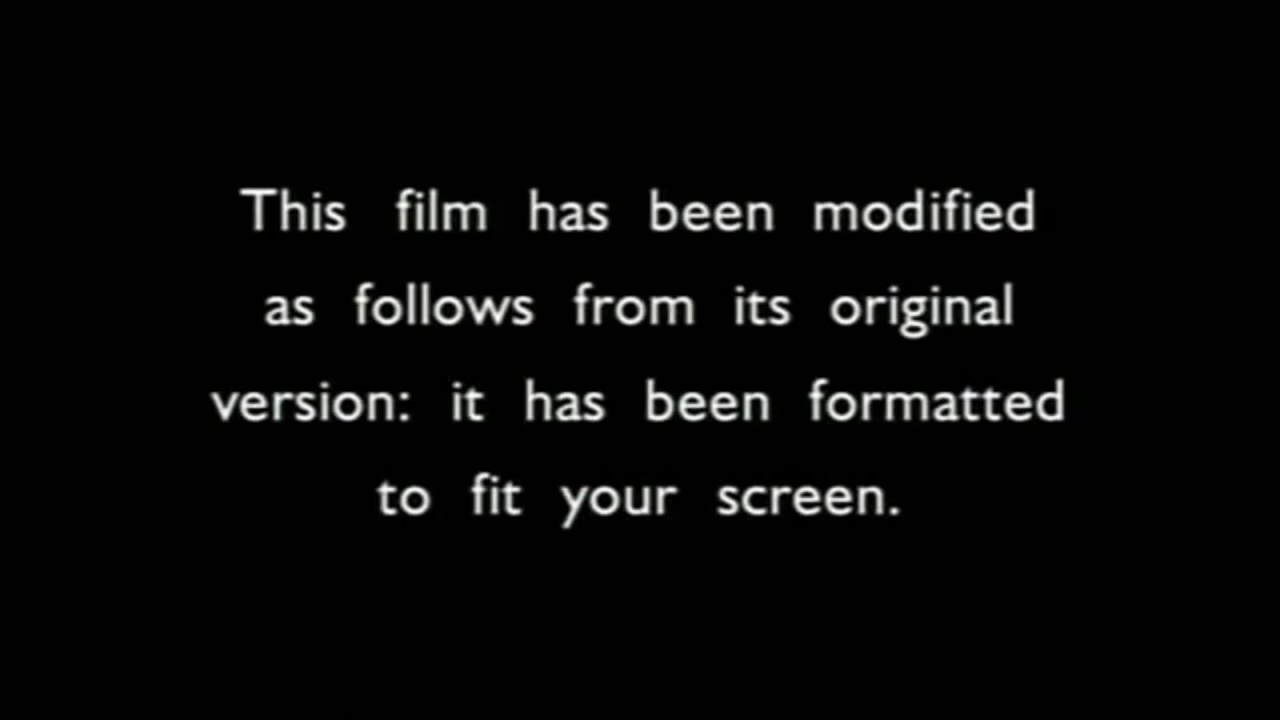 This film has been modified
as follows from its original
version: it has been formatted
to fit your screen.